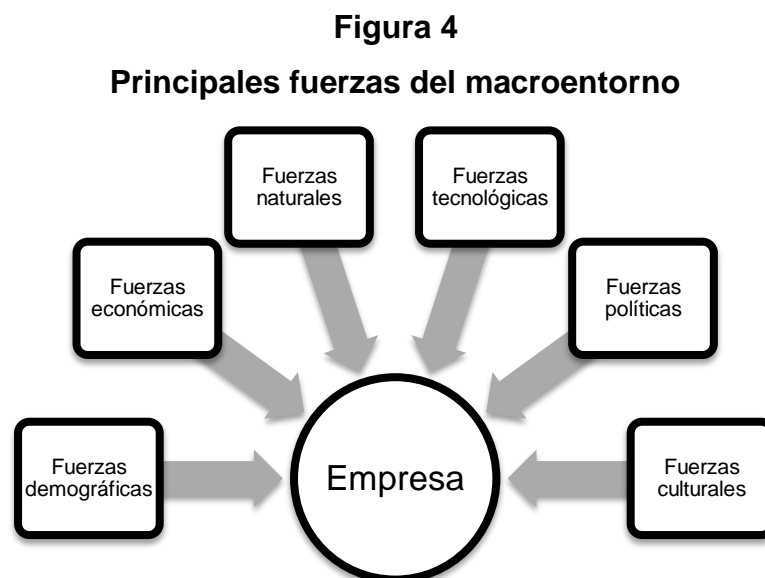 Figura 4
Principales fuerzas del macroentorno
Fuerzas
naturales
Fuerzas
tecnológicas
Fuerzas
económicas
Fuerzas
políticas
Fuerzas
demográficas
Empresa
Fuerzas
culturales